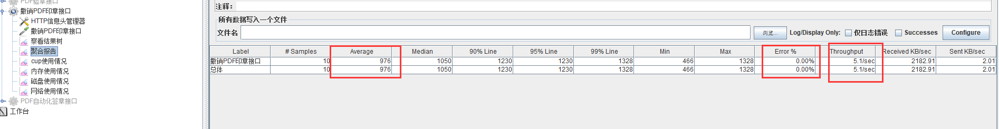 PDF验章接口
撤销PDF印章接口
HTTP信息头管理器
撤销PDF印章接口
察看结果树
聚合报告
cup使用情况
内存使用情况
磁盘使用情况
网络使用情况
PDF自动化签章接口
工作台
注释：
所有数据写入一个文件
文件名 浏览... Log/Display Only: 仅日志错误 Successes Configure
Label # Samples Average Median 90% Line 95% Line 99% Line Min Max Error % Throughput Received KB/sec Sent KB/sec
撤销PDF印章接口 10 976 1050 1230 1230 1328 466 1328 0.00% 5.1/sec 2182.91 2.01
总体 10 976 1050 1230 1230 1328 466 1328 0.00% 5.1/sec 2182.91 2.01